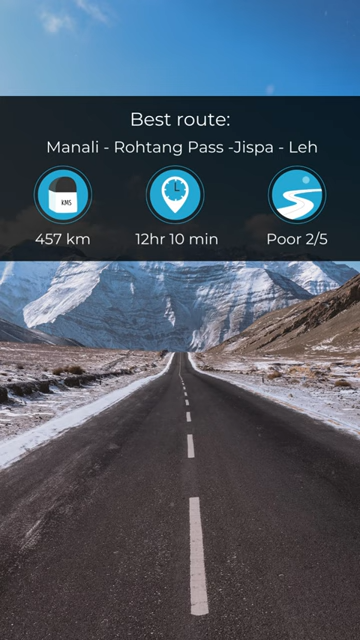 Best route:
Manali - Rohtang Pass -Jispa - Leh
KMS
457 km
12hr 10 min
Poor 2/5